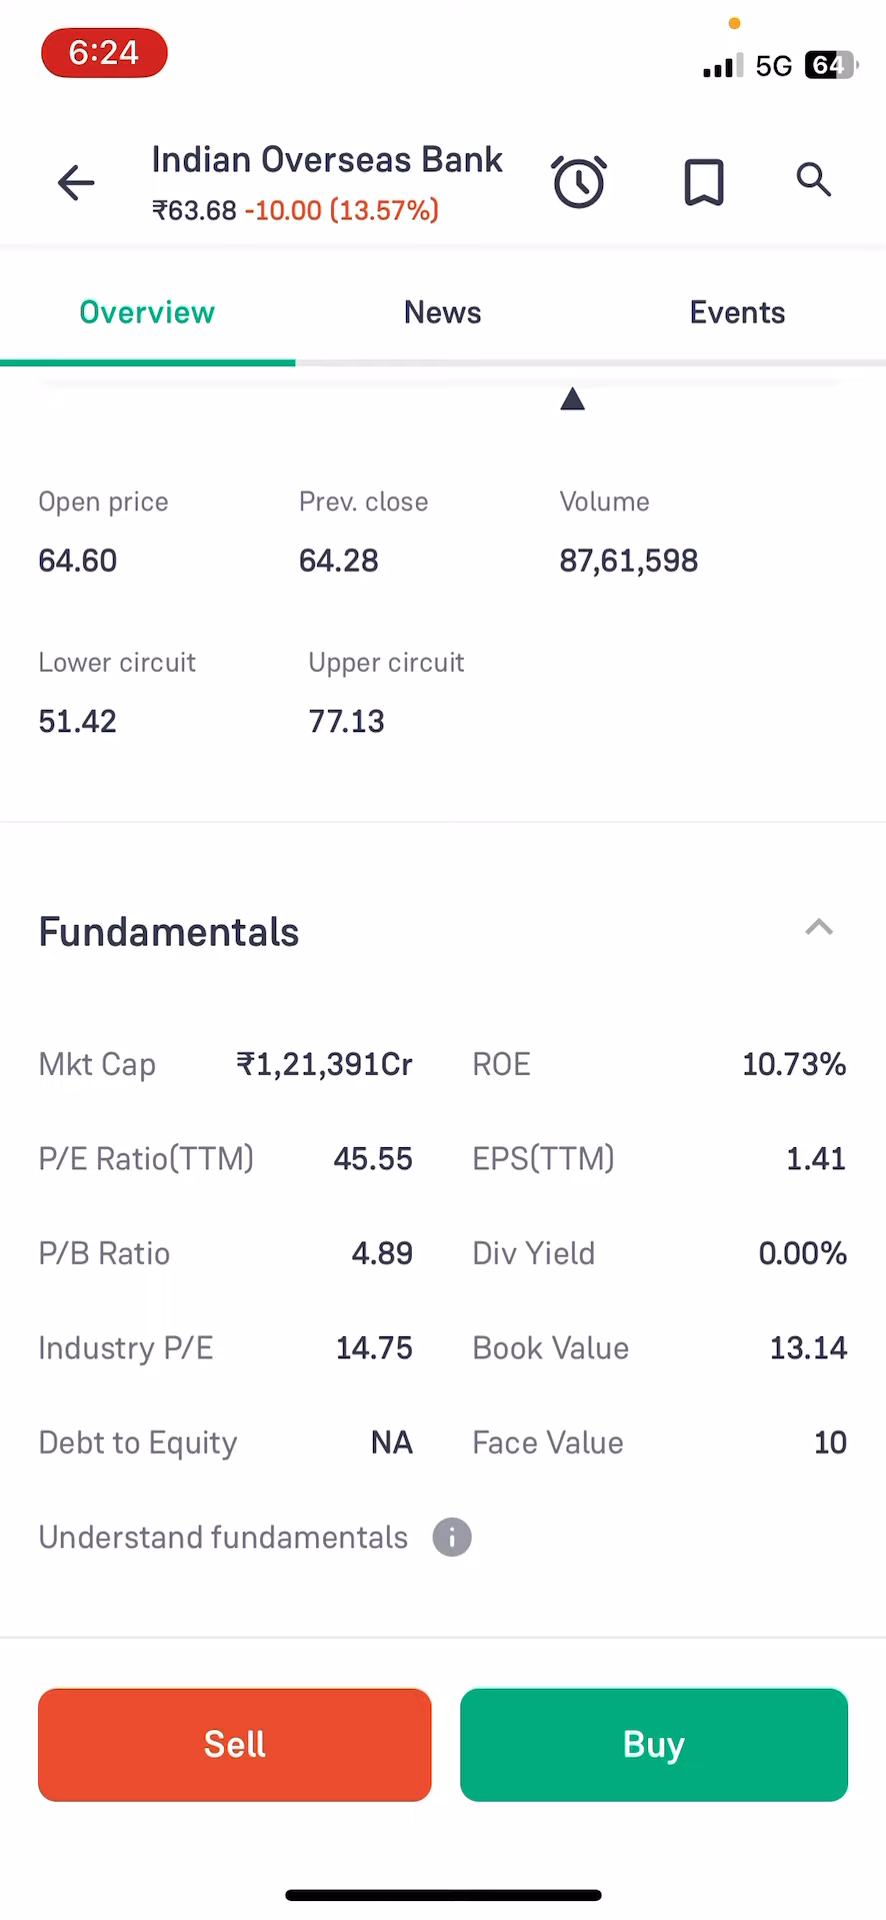 6:24
5G 64
Indian Overseas Bank
₹63.68 -10.00 (13.57%)
Overview News Events
Open price Prev. close Volume
64.60 64.28 87,61,598
Lower circuit Upper circuit
51.42 77.13
Fundamentals
Mkt Cap ₹1,21,391Cr ROE 10.73%
P/E Ratio(TTM) 45.55 EPS(TTM) 1.41
P/B Ratio 4.89 Div Yield 0.00%
Industry P/E 14.75 Book Value 13.14
Debt to Equity NA Face Value 10
Understand fundamentals i
Sell Buy